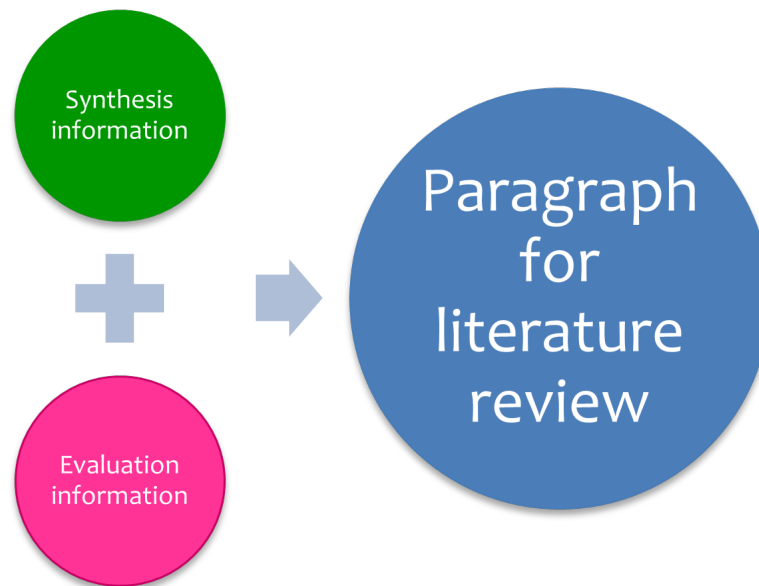 Synthesis
information
Evaluation
information
Paragraph
for
literature
review